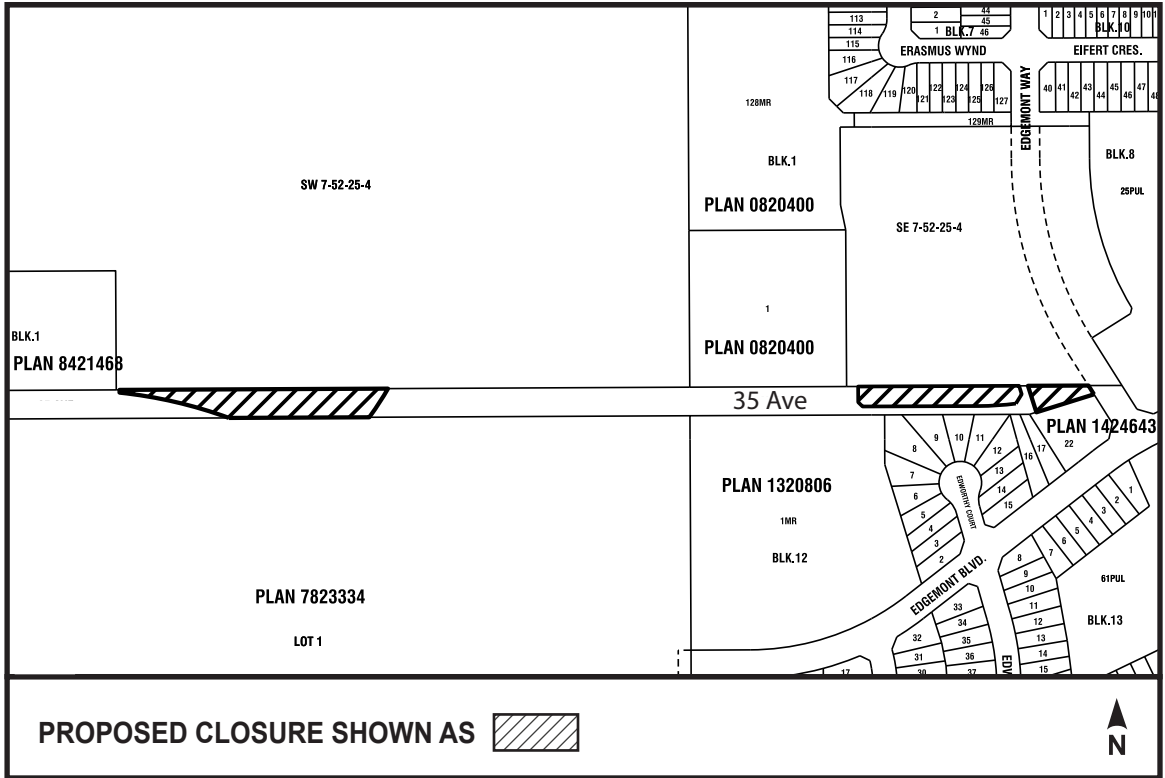 113
114
115
116
117
118
119
120
121
122
123
124
125
126
127
2
1
BLK.7
44
45
46
ERASMUS WYND
1 2 3 4 5 6 7 8 9 10 1
BLK.10
EIFERT CRES.
40 41 42 43 44 45 46 47 48
EDGEMONT WAY
129MR
128MR
BLK.1
PLAN 0820400
SW 7-52-25-4
SE 7-52-25-4
BLK.8
25PUL
1
PLAN 0820400
BLK.1
PLAN 8421468
35 Ave
PLAN 1424643
22
PLAN 1320806
1MR
BLK.12
8
9
10
11
12
13
14
15
16
17
7
6
5
4
3
2
EDWORTHY COURT
EDGEMONT BLVD.
7 6 5 4 3 2 1
8
9
10
11
12
13
14
15
61PUL
BLK.13
33
34
35
36
37
32
31
30
17
EDW
PLAN 7823334
LOT 1
PROPOSED CLOSURE SHOWN AS
N